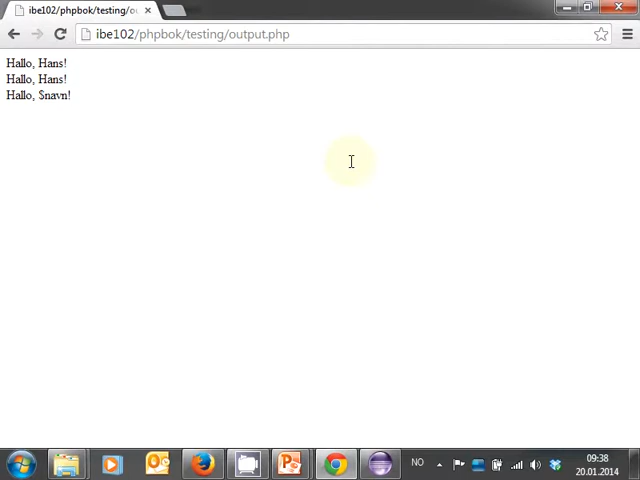 ibe102/phpbok/testing/ou
ibe102/phpbok/testing/output.php
Hallo, Hans!
Hallo, Hans!
Hallo, $navn!
NO
09:38
20.01.2014